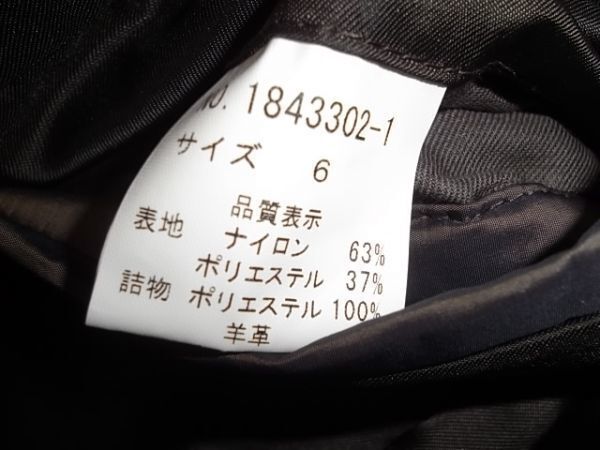 NO. 1843302-1
サイズ 6
品質表示
表地 ナイロン 63%
ポリエステル 37%
詰物 ポリエステル 100%
羊革